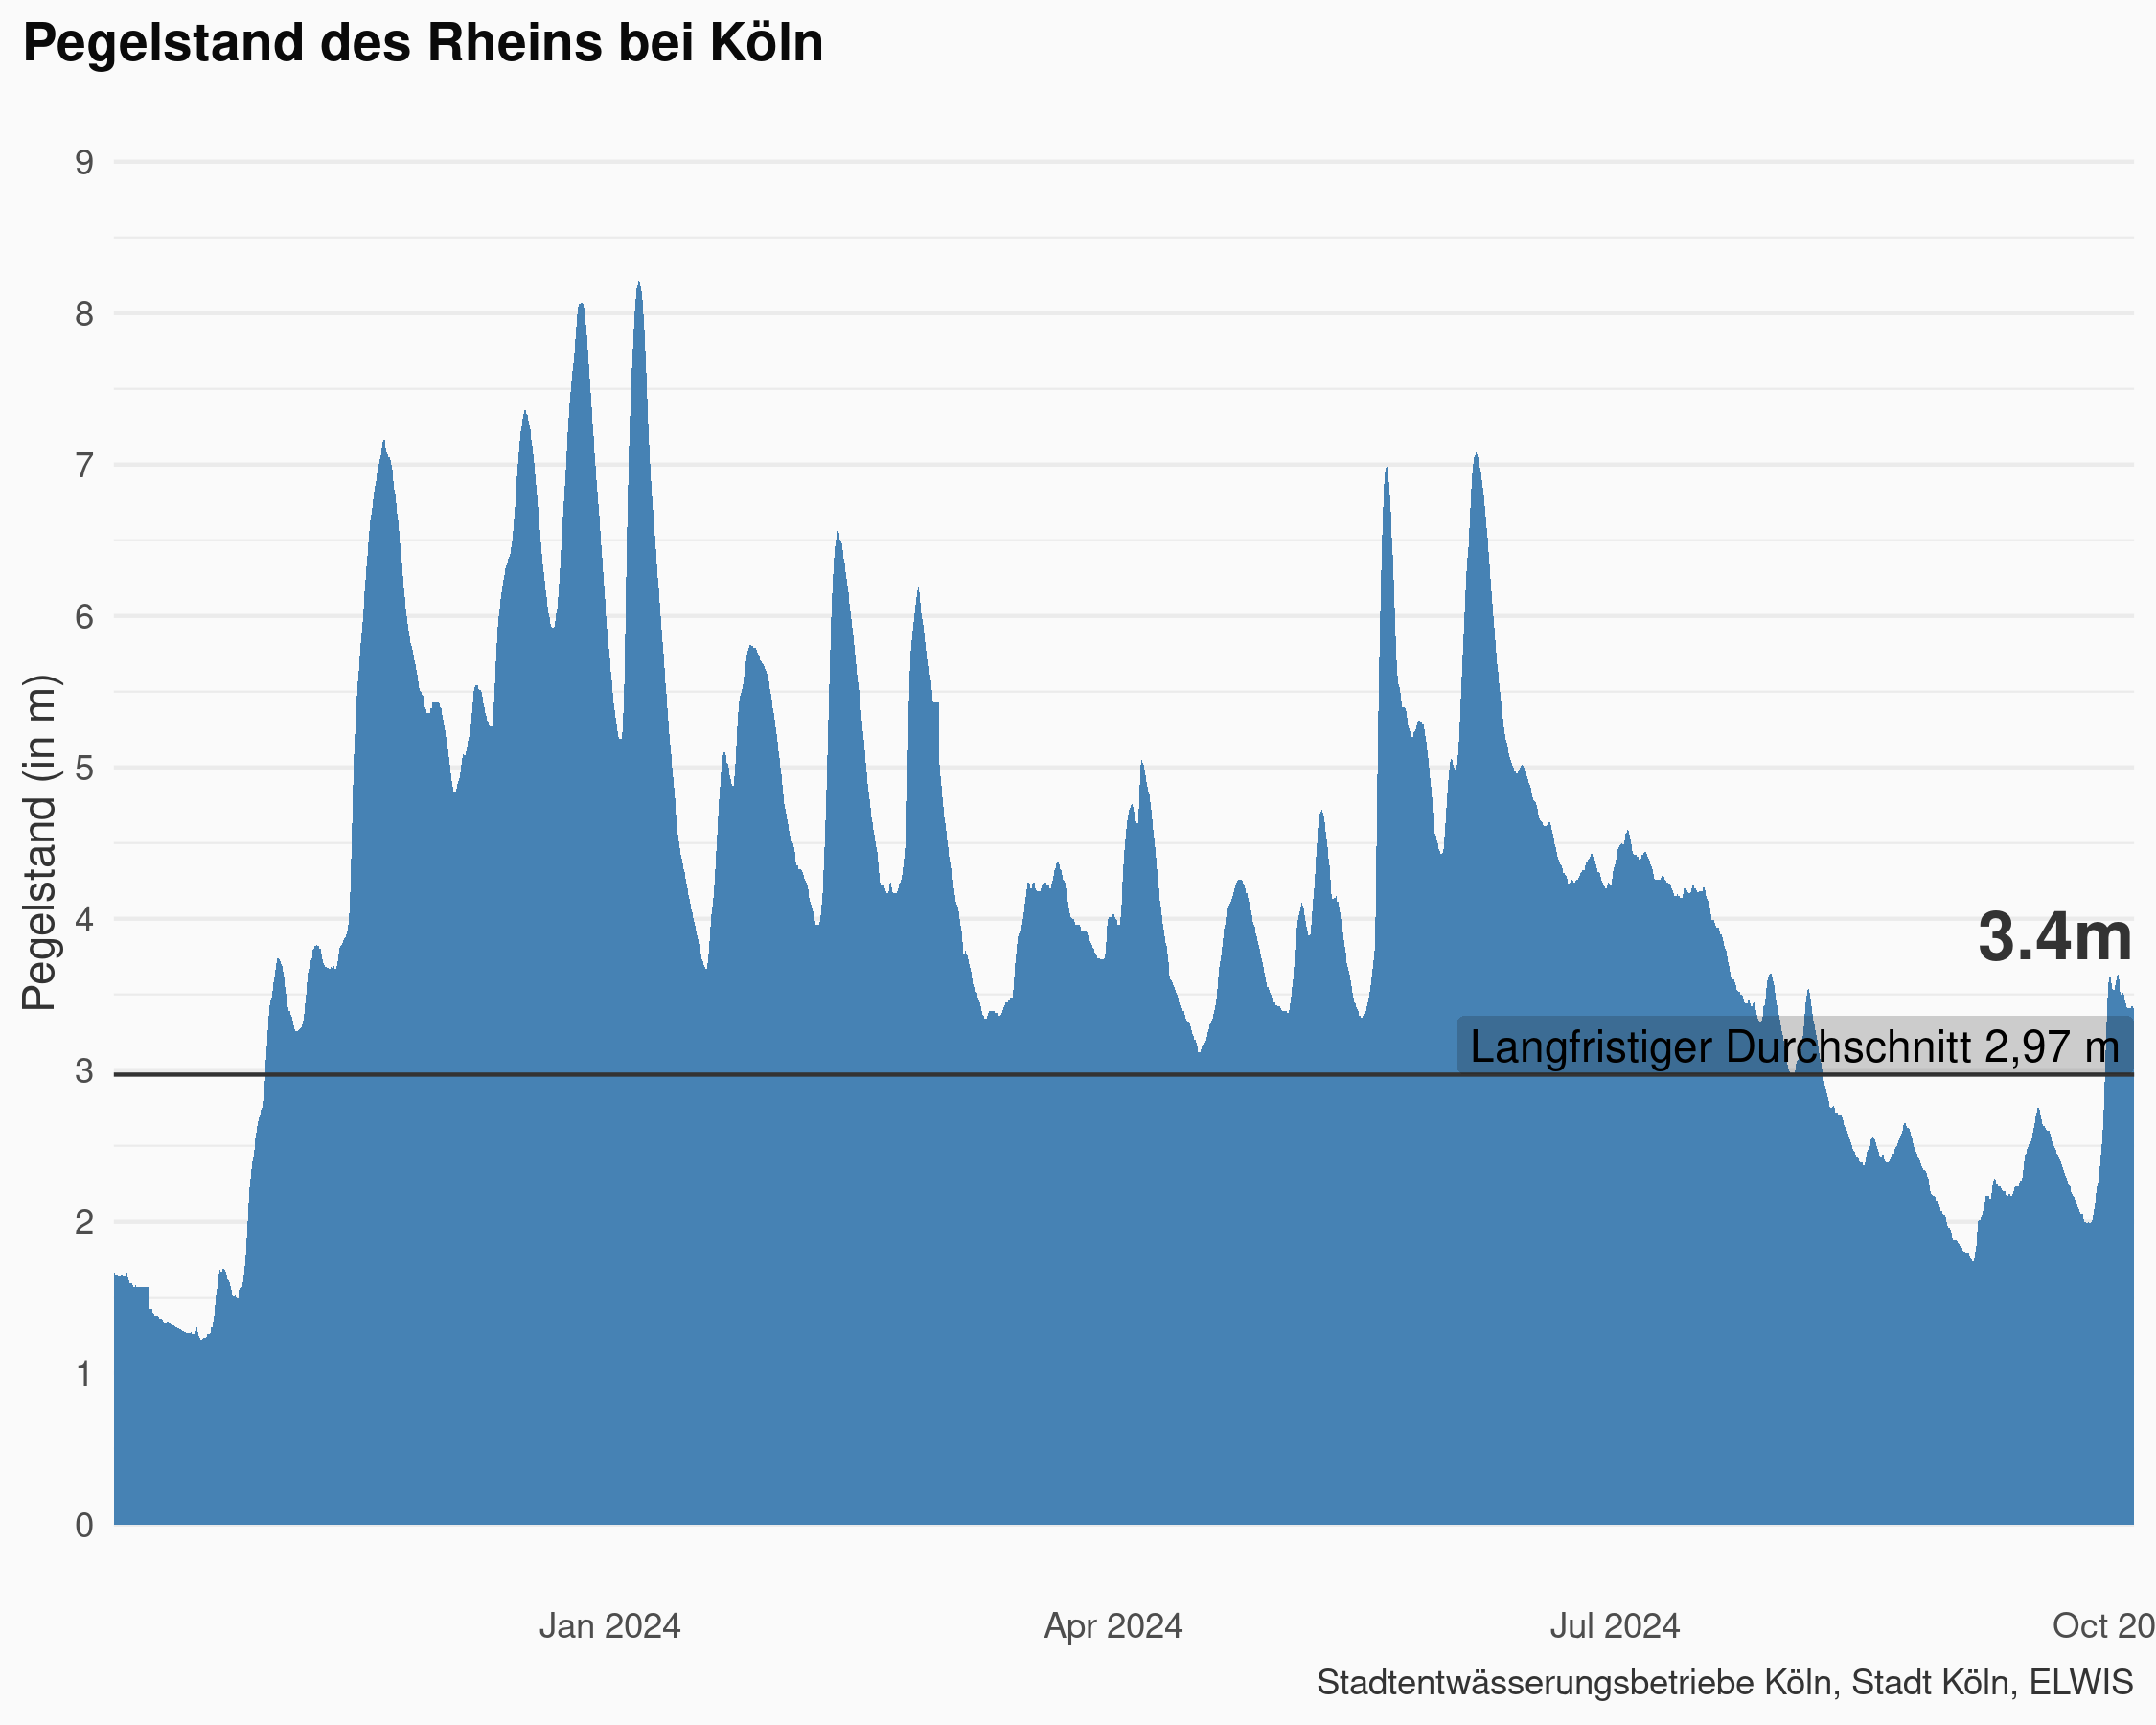 Pegelstand des Rheins bei Köln
9
8
7
6
5
4
3
2
1
0
Pegelstand (in m)
3.4m
Langfristiger Durchschnitt 2,97 m
Jan 2024
Apr 2024
Jul 2024
Oct 20
Stadtentwässerungsbetriebe Köln, Stadt Köln, ELWIS